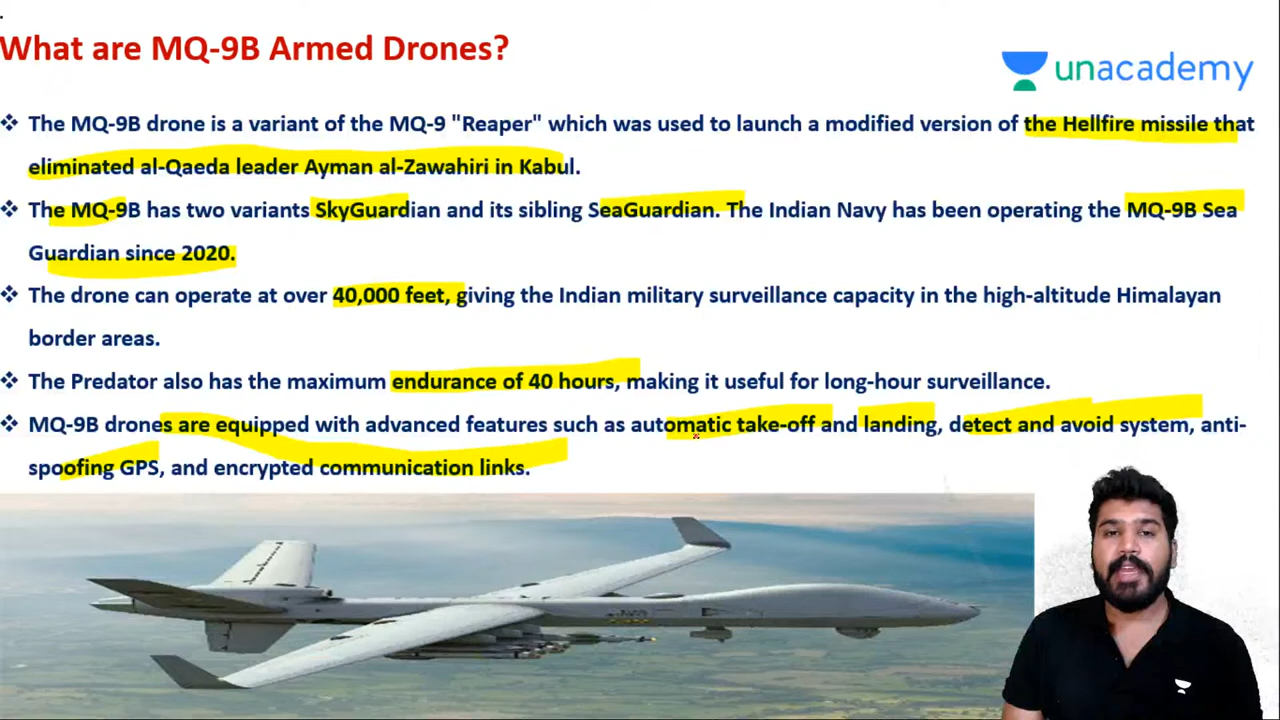 What are MQ-9B Armed Drones?
unacademy
❖ The MQ-9B drone is a variant of the MQ-9 "Reaper" which was used to launch a modified version of the Hellfire missile that
eliminated al-Qaeda leader Ayman al-Zawahiri in Kabul.
❖ The MQ-9B has two variants SkyGuardian and its sibling SeaGuardian. The Indian Navy has been operating the MQ-9B Sea
Guardian since 2020.
❖ The drone can operate at over 40,000 feet, giving the Indian military surveillance capacity in the high-altitude Himalayan
border areas.
❖ The Predator also has the maximum endurance of 40 hours, making it useful for long-hour surveillance.
❖ MQ-9B drones are equipped with advanced features such as automatic take-off and landing, detect and avoid system, anti-
spoofing GPS, and encrypted communication links.